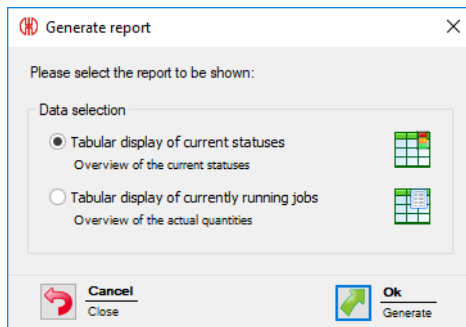 Generate report
Please select the report to be shown:
Data selection
Tabular display of current statuses
Overview of the current statuses
Tabular display of currently running jobs
Overview of the actual quantities
Cancel
Close
Ok
Generate